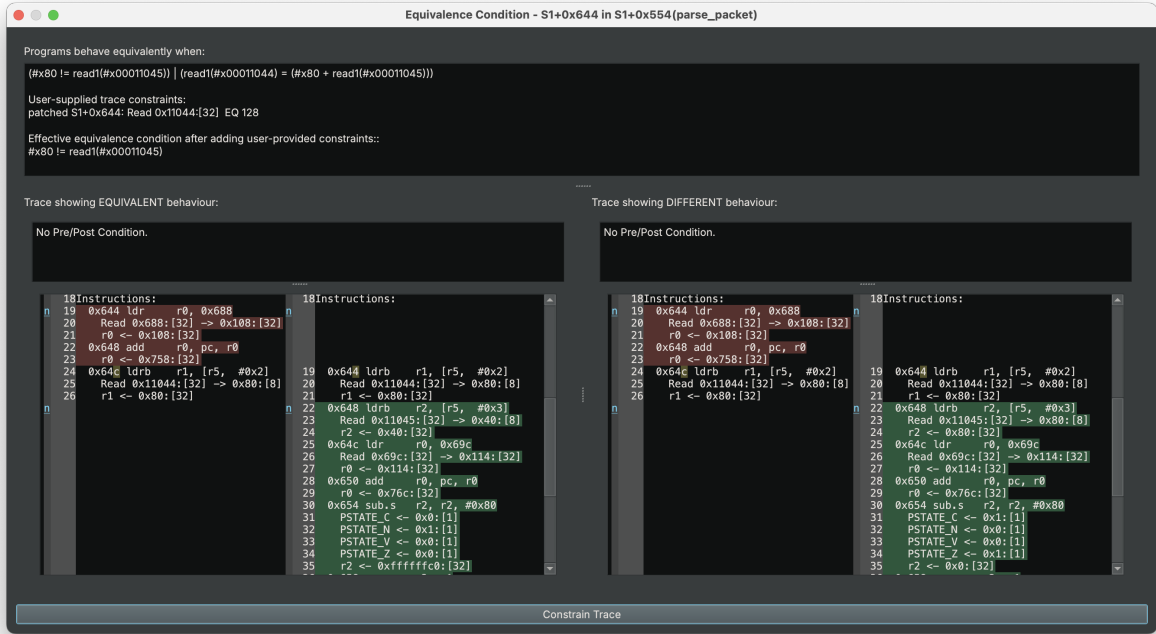 Equivalence Condition - S1+0x644 in S1+0x554(parse_packet)
Programs behave equivalently when:
(#x80 != read1(#x00011045)) | (read1(#x00011044) = (#x80 + read1(#x00011045)))
User-supplied trace constraints:
patched S1+0x644: Read 0x11044:[32]  EQ 128
Effective equivalence condition after adding user-provided constraints::
#x80 != read1(#x00011045)
Trace showing EQUIVALENT behaviour:
No Pre/Post Condition.
18 Instructions:
n 19 0x644 ldr r0, 0x688
20 Read 0x688:[32] -> 0x108:[32]
21 r0 <- 0x108:[32]
22 0x648 add r0, pc, r0
23 r0 <- 0x758:[32]
24 0x64c ldrb r1, [r5, #0x2]
25 Read 0x11044:[32] -> 0x80:[8]
26 r1 <- 0x80:[32]
n
18 Instructions:
n
19 0x644 ldrb r1, [r5, #0x2]
20 Read 0x11044:[32] -> 0x80:[8]
21 r1 <- 0x80:[32]
n 22 0x648 ldrb r2, [r5, #0x3]
23 Read 0x11045:[32] -> 0x40:[8]
24 r2 <- 0x40:[32]
25 0x64c ldr r0, 0x69c
26 Read 0x69c:[32] -> 0x114:[32]
27 r0 <- 0x114:[32]
28 0x650 add r0, pc, r0
29 r0 <- 0x76c:[32]
30 0x654 sub.s r2, r2, #0x80
31 PSTATE_C <- 0x0:[1]
32 PSTATE_N <- 0x1:[1]
33 PSTATE_V <- 0x0:[1]
34 PSTATE_Z <- 0x0:[1]
35 r2 <- 0xffffffc0:[32]
Trace showing DIFFERENT behaviour:
No Pre/Post Condition.
18 Instructions:
n 19 0x644 ldr r0, 0x688
20 Read 0x688:[32] -> 0x108:[32]
21 r0 <- 0x108:[32]
22 0x648 add r0, pc, r0
23 r0 <- 0x758:[32]
24 0x64c ldrb r1, [r5, #0x2]
25 Read 0x11044:[32] -> 0x80:[8]
26 r1 <- 0x80:[32]
n
18 Instructions:
n
19 0x644 ldrb r1, [r5, #0x2]
20 Read 0x11044:[32] -> 0x80:[8]
21 r1 <- 0x80:[32]
n 22 0x648 ldrb r2, [r5, #0x3]
23 Read 0x11045:[32] -> 0x80:[8]
24 r2 <- 0x80:[32]
25 0x64c ldr r0, 0x69c
26 Read 0x69c:[32] -> 0x114:[32]
27 r0 <- 0x114:[32]
28 0x650 add r0, pc, r0
29 r0 <- 0x76c:[32]
30 0x654 sub.s r2, r2, #0x80
31 PSTATE_C <- 0x1:[1]
32 PSTATE_N <- 0x0:[1]
33 PSTATE_V <- 0x0:[1]
34 PSTATE_Z <- 0x1:[1]
35 r2 <- 0x0:[32]
Constrain Trace